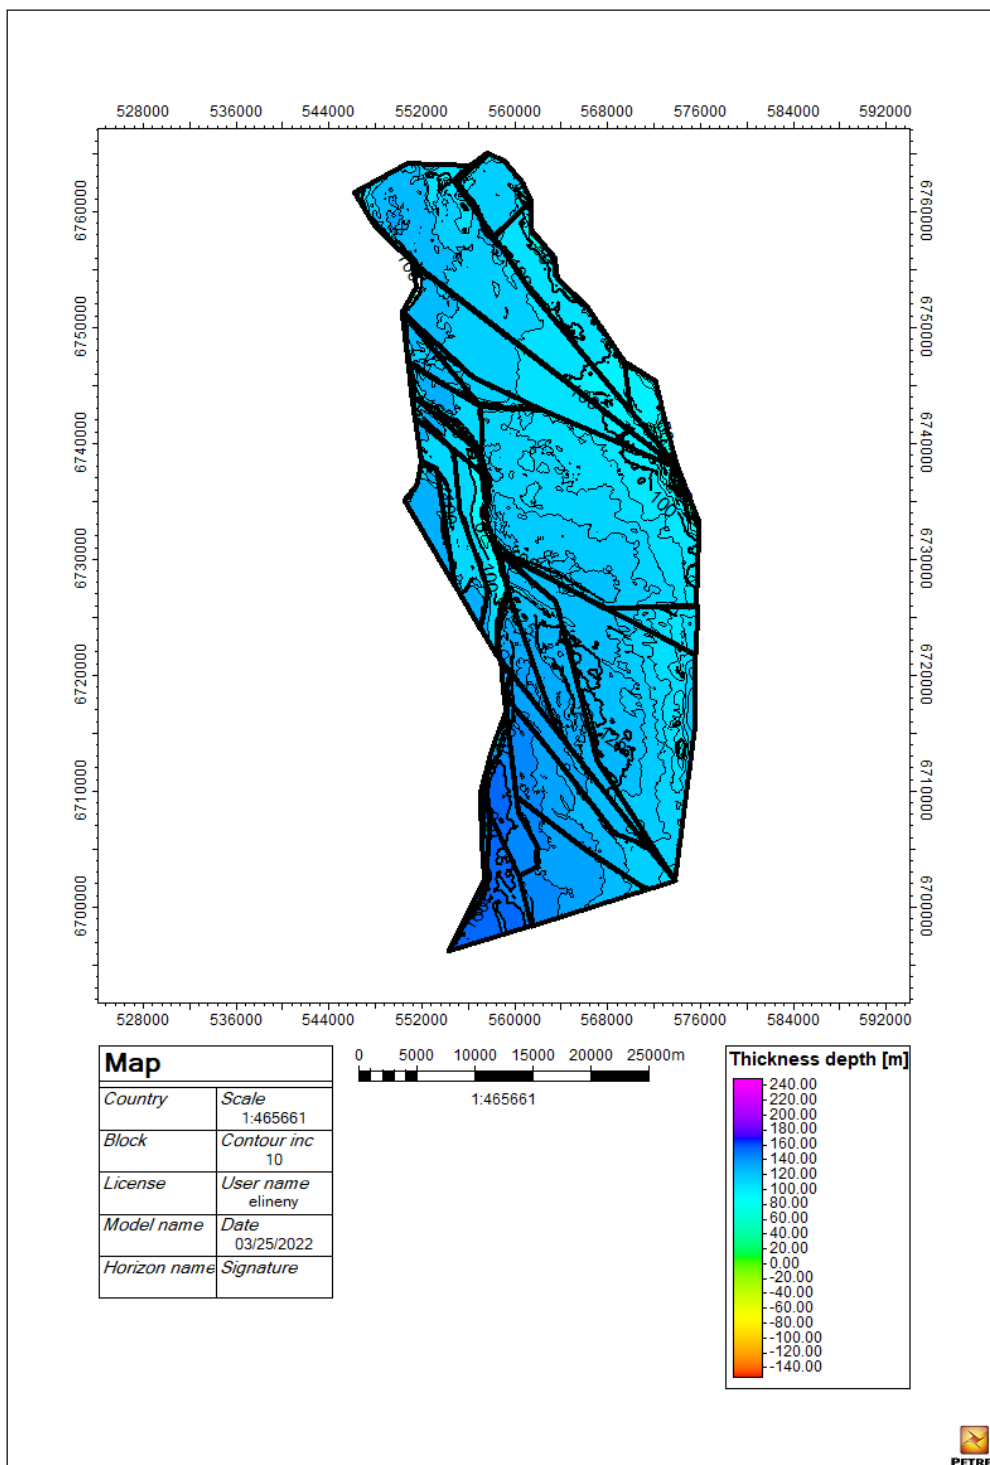 528000 536000 544000 552000 560000 568000 576000 584000 592000
6760000 6760000
6750000 6750000
6740000 6740000
6730000 6730000
6720000 6720000
6710000 6710000
6700000 6700000
100
100
528000 536000 544000 552000 560000 568000 576000 584000 592000
Map
Country
Scale
1:465661
Block
Contour inc
10
License
User name
elineny
Model name
Date
03/25/2022
Horizon name
Signature
0 5000 10000 15000 20000 25000m
1:465661
Thickness depth [m]
240.00
220.00
200.00
180.00
160.00
140.00
120.00
100.00
80.00
60.00
40.00
20.00
0.00
-20.00
-40.00
-60.00
-80.00
-100.00
-120.00
-140.00
PETRE